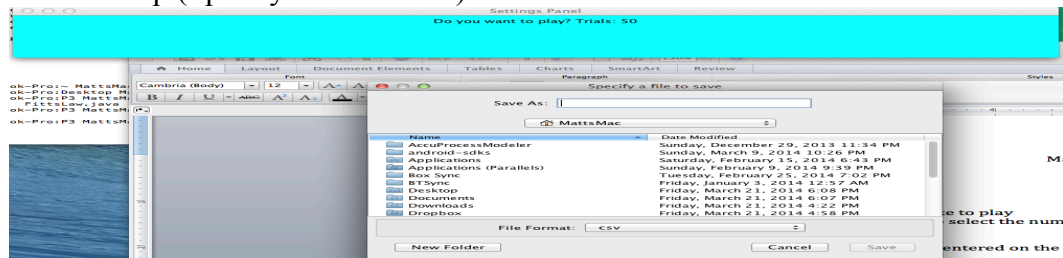 Settings Panel
Do you want to play? Trials: 50
Home Layout Document Elements Tables Charts SmartArt Review
Font Paragraph Styles
Cambria (Body) 12 A- A
B I U ABC A² A₂ A
ok-Pro:~ MattsMa
ok-Pro:Desktop M
ok-Pro:P3 MattsM
FittsLaw.java
ok-Pro:P3 MattsM
ok-Pro:P3 MattsM
Specify a file to save
Save As:
MattsMac
Name Date Modified
AccuProcessModeler Sunday, December 29, 2013 11:34 PM
android-sdks Sunday, March 9, 2014 10:26 PM
Applications Saturday, February 15, 2014 6:43 PM
Applications (Parallels) Sunday, February 9, 2014 9:39 PM
Box Sync Tuesday, February 25, 2014 7:02 PM
BTSync Friday, January 3, 2014 12:57 AM
Desktop Friday, March 21, 2014 6:08 PM
Documents Friday, March 21, 2014 6:07 PM
Downloads Friday, March 21, 2014 4:22 PM
Dropbox Friday, March 21, 2014 4:58 PM
File Format: csv
New Folder Cancel Save
4
M
e to play
select the num
entered on the